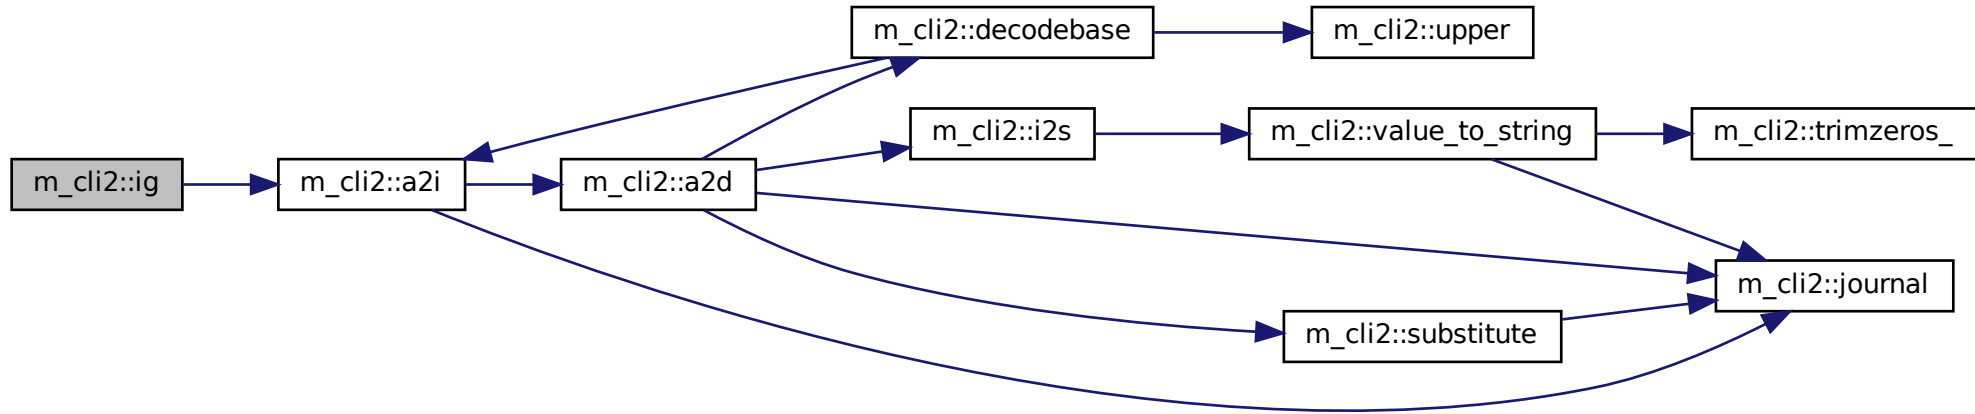 m_cli2::decodebase
m_cli2::upper
m_cli2::i2s
m_cli2::value_to_string
m_cli2::trimzeros_
m_cli2::ig
m_cli2::a2i
m_cli2::a2d
m_cli2::journal
m_cli2::substitute